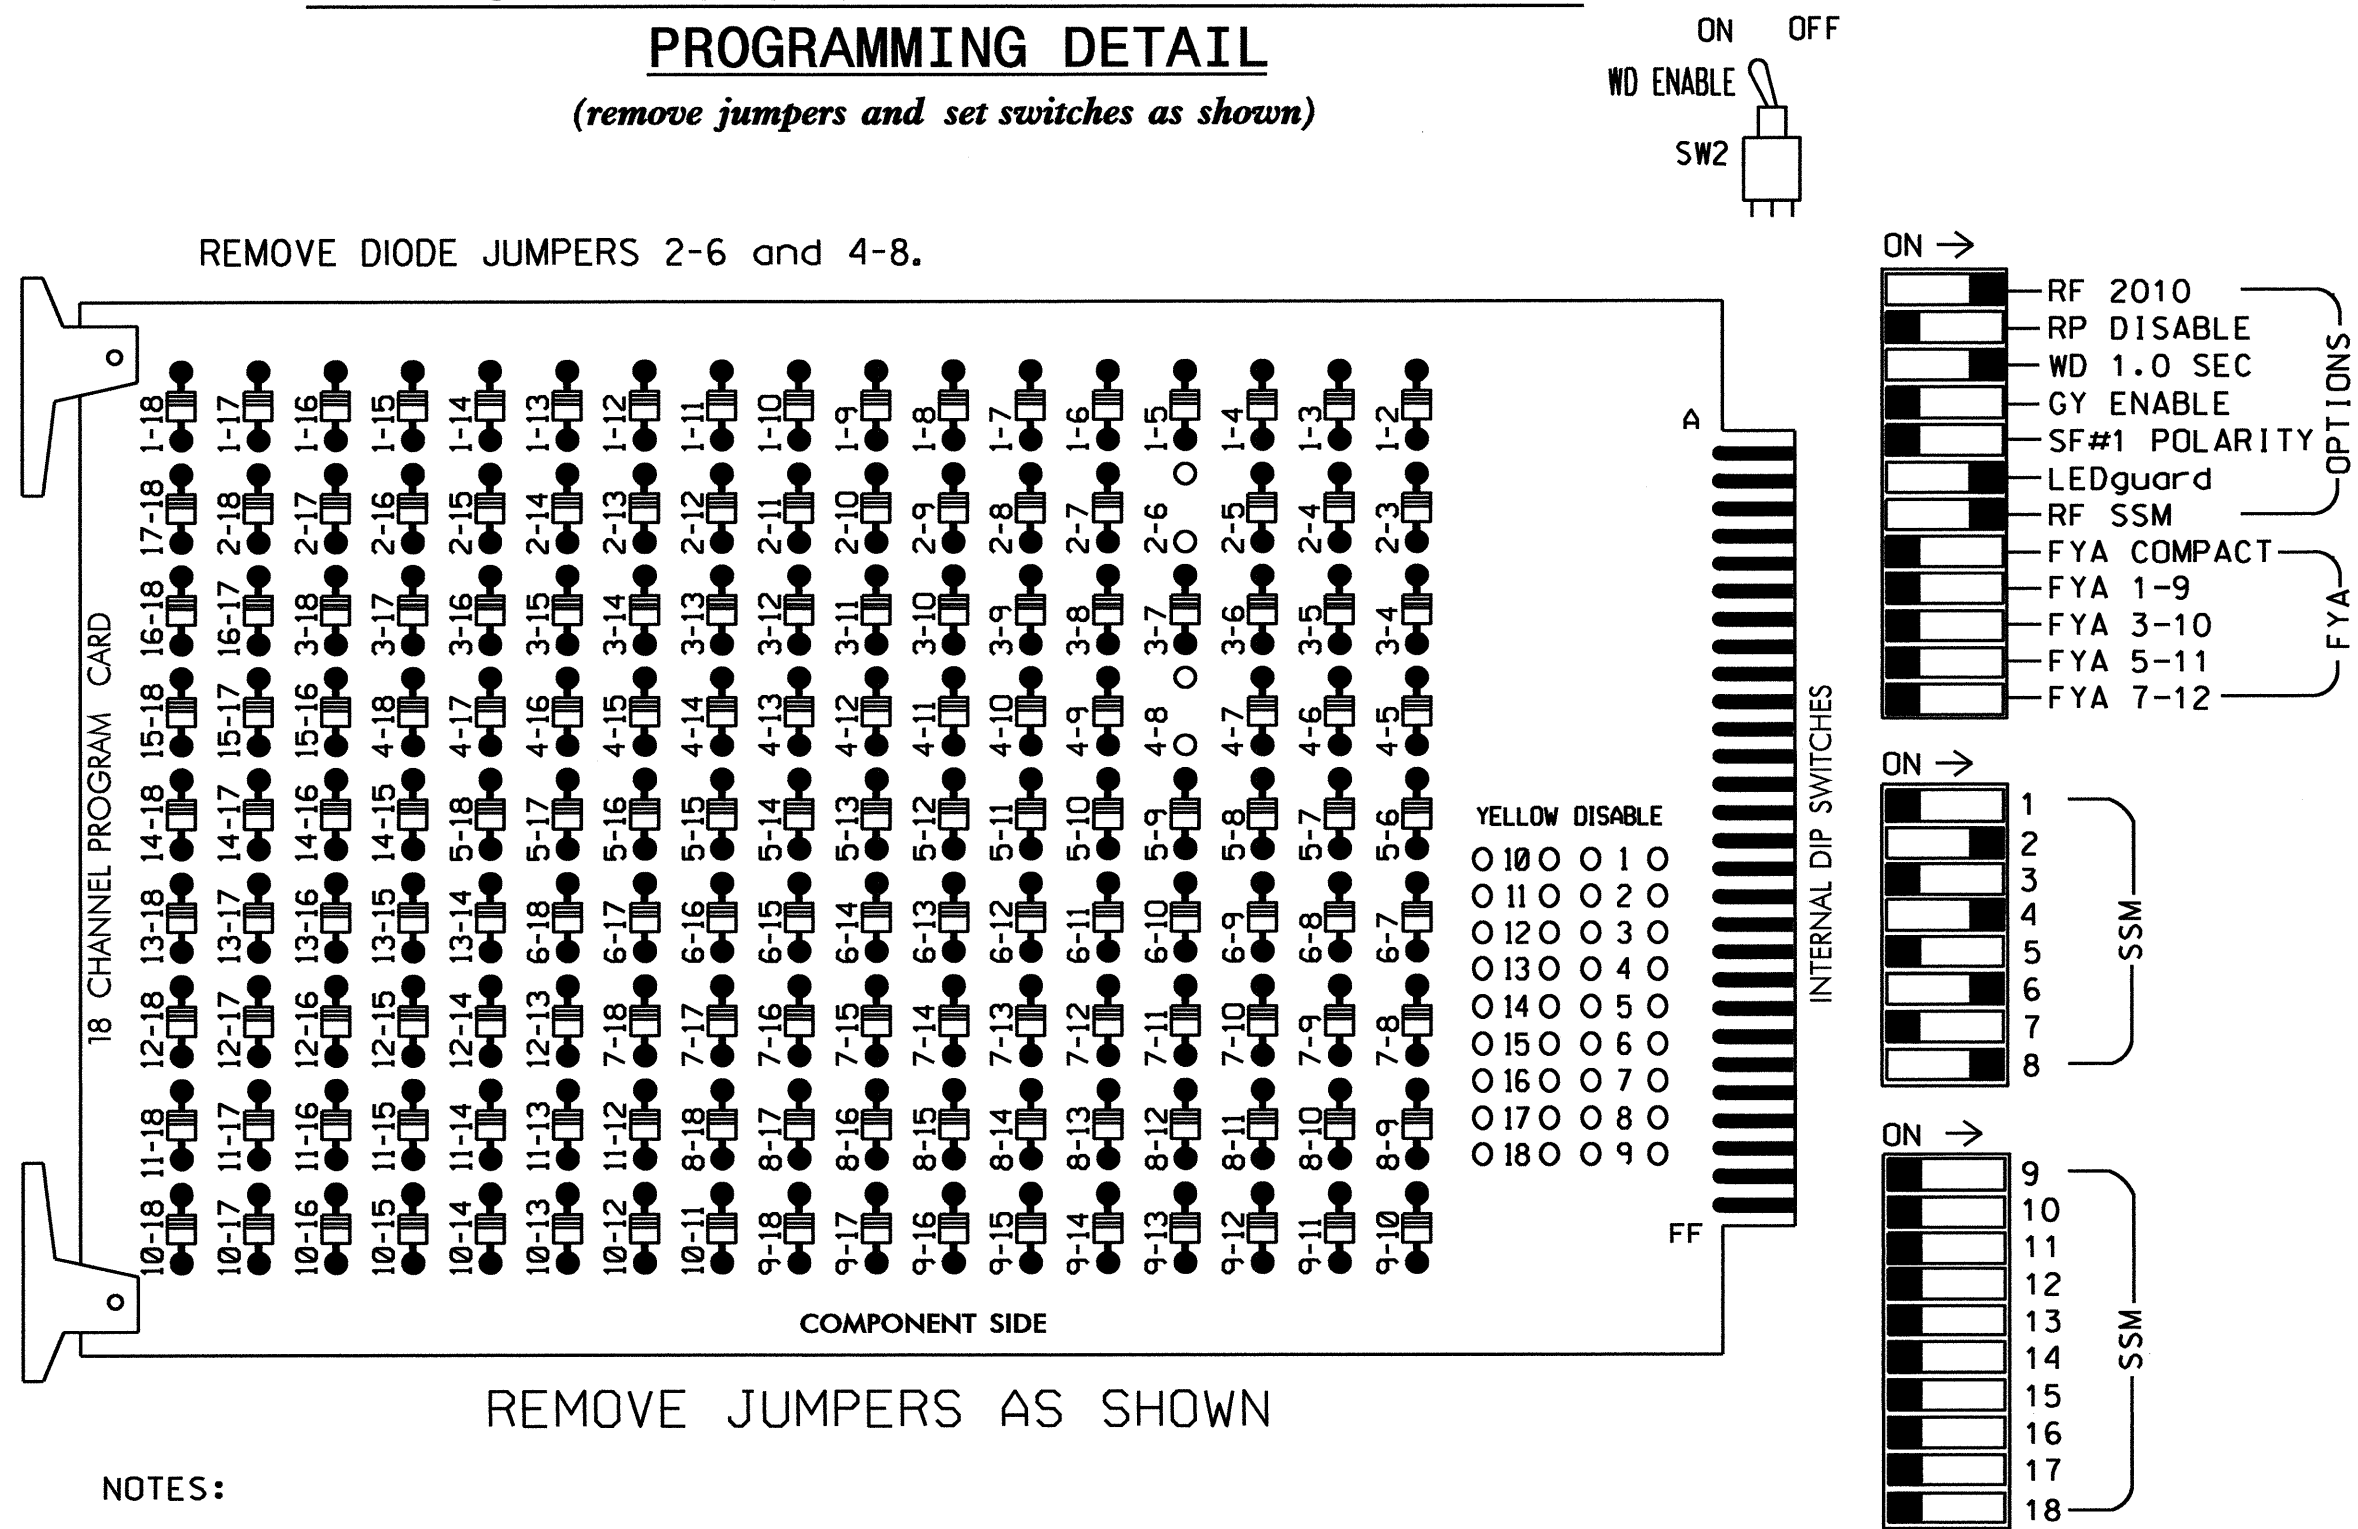 PROGRAMMING DETAIL
(remove jumpers and set switches as shown)
ON OFF
WD ENABLE
SW2
REMOVE DIODE JUMPERS 2-6 and 4-8.
18 CHANNEL PROGRAM CARD
1-18 1-17 1-16 1-15 1-14 1-13 1-12 1-11 1-10 1-9 1-8 1-7 1-6 1-5 1-4 1-3 1-2
17-18 2-18 2-17 2-16 2-15 2-14 2-13 2-12 2-11 2-10 2-9 2-8 2-7 2-6 2-5 2-4 2-3
16-18 16-17 3-18 3-17 3-16 3-15 3-14 3-13 3-12 3-11 3-10 3-9 3-8 3-7 3-6 3-5 3-4
15-18 15-17 15-16 4-18 4-17 4-16 4-15 4-14 4-13 4-12 4-11 4-10 4-9 4-8 4-7 4-6 4-5
14-18 14-17 14-16 14-15 5-18 5-17 5-16 5-15 5-14 5-13 5-12 5-11 5-10 5-9 5-8 5-7 5-6
13-18 13-17 13-16 13-15 13-14 6-18 6-17 6-16 6-15 6-14 6-13 6-12 6-11 6-10 6-9 6-8 6-7
12-18 12-17 12-16 12-15 12-14 12-13 7-18 7-17 7-16 7-15 7-14 7-13 7-12 7-11 7-10 7-9 7-8
11-18 11-17 11-16 11-15 11-14 11-13 11-12 8-18 8-17 8-16 8-15 8-14 8-13 8-12 8-11 8-10 8-9
10-18 10-17 10-16 10-15 10-14 10-13 10-12 10-11 9-18 9-17 9-16 9-15 9-14 9-13 9-12 9-11 9-10
YELLOW DISABLE
10 1
11 2
12 3
13 4
14 5
15 6
16 7
17 8
18 9
A
FF
COMPONENT SIDE
INTERNAL DIP SWITCHES
REMOVE JUMPERS AS SHOWN
NOTES:
ON →
RF 2010
RP DISABLE
WD 1.0 SEC
GY ENABLE
SF#1 POLARITY
LEDguard
RF SSM
OPTIONS
FYA COMPACT
FYA 1-9
FYA 3-10
FYA 5-11
FYA 7-12
FYA
ON →
1
2
3
4
5
6
7
8
SSM
ON →
9
10
11
12
13
14
15
16
17
18
SSM